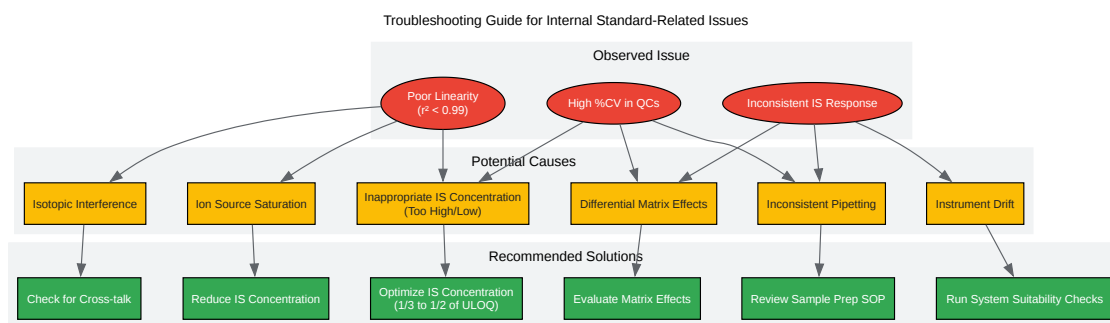 Troubleshooting Guide for Internal Standard-Related Issues
Observed Issue
Poor Linearity
(r² < 0.99)
High %CV in QCs
Inconsistent IS Response
Potential Causes
Isotopic Interference
Ion Source Saturation
Inappropriate IS Concentration
(Too High/Low)
Differential Matrix Effects
Inconsistent Pipetting
Instrument Drift
Recommended Solutions
Check for Cross-talk
Reduce IS Concentration
Optimize IS Concentration
(1/3 to 1/2 of ULOQ)
Evaluate Matrix Effects
Review Sample Prep SOP
Run System Suitability Checks